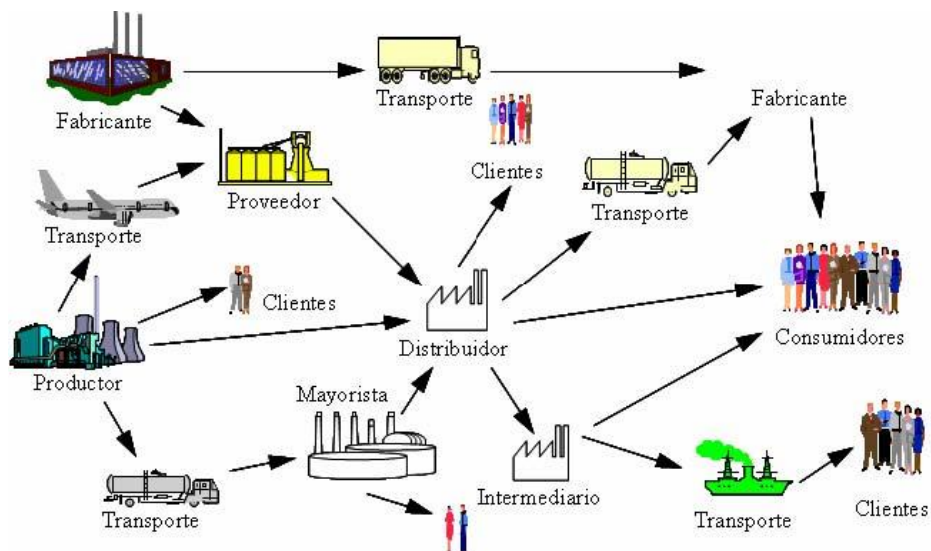 Transporte
Fabricante
Fabricante
Clientes
Proveedor
Transporte
Transporte
Clientes
Consumidores
Distribuidor
Productor
Mayorista
Intermediario
Clientes
Transporte
Transporte